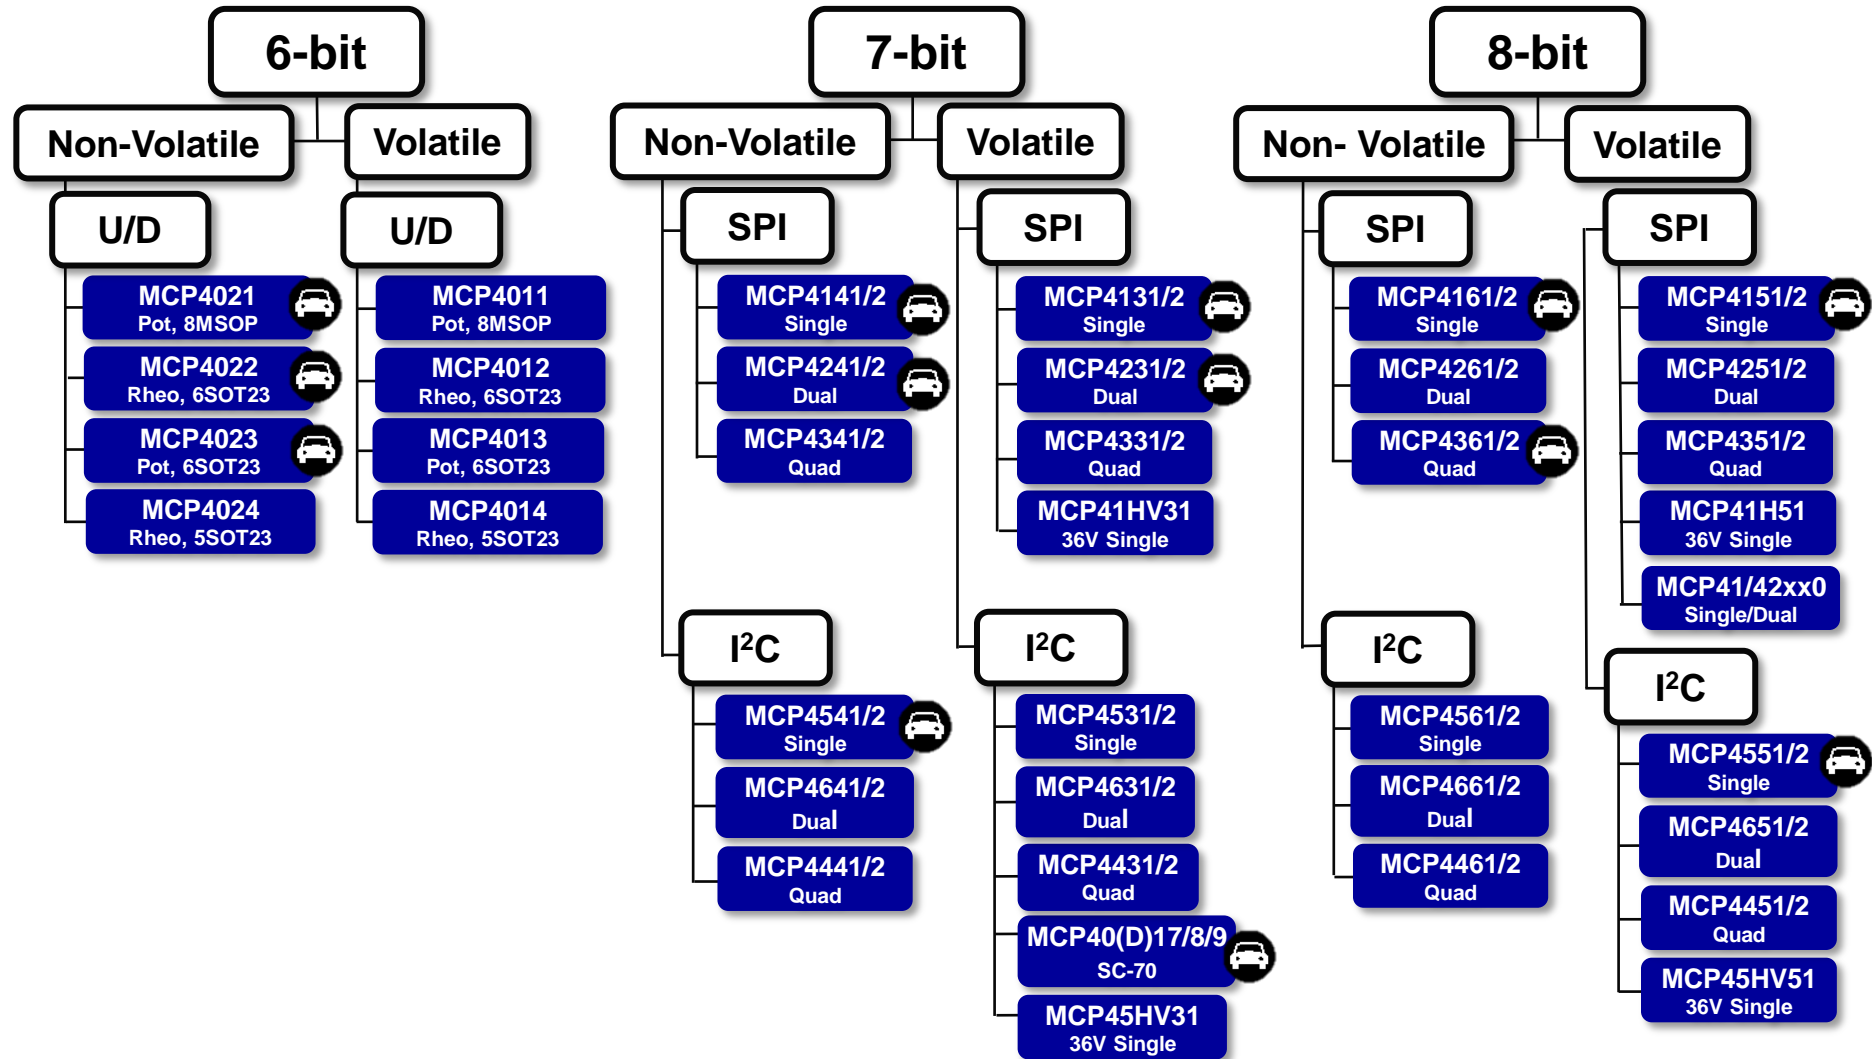 6-bit
Non-Volatile
Volatile
U/D
MCP4021
Pot, 8MSOP
MCP4022
Rheo, 6SOT23
MCP4023
Pot, 6SOT23
MCP4024
Rheo, 5SOT23
U/D
MCP4011
Pot, 8MSOP
MCP4012
Rheo, 6SOT23
MCP4013
Pot, 6SOT23
MCP4014
Rheo, 5SOT23
7-bit
Non-Volatile
Volatile
SPI
MCP4141/2
Single
MCP4241/2
Dual
MCP4341/2
Quad
I²C
MCP4541/2
Single
MCP4641/2
Dual
MCP4441/2
Quad
SPI
MCP4131/2
Single
MCP4231/2
Dual
MCP4331/2
Quad
MCP41HV31
36V Single
I²C
MCP4531/2
Single
MCP4631/2
Dual
MCP4431/2
Quad
MCP40(D)17/8/9
SC-70
MCP45HV31
36V Single
8-bit
Non- Volatile
Volatile
SPI
MCP4161/2
Single
MCP4261/2
Dual
MCP4361/2
Quad
I²C
MCP4561/2
Single
MCP4661/2
Dual
MCP4461/2
Quad
SPI
MCP4151/2
Single
MCP4251/2
Dual
MCP4351/2
Quad
MCP41H51
36V Single
MCP41/42xx0
Single/Dual
I²C
MCP4551/2
Single
MCP4651/2
Dual
MCP4451/2
Quad
MCP45HV51
36V Single